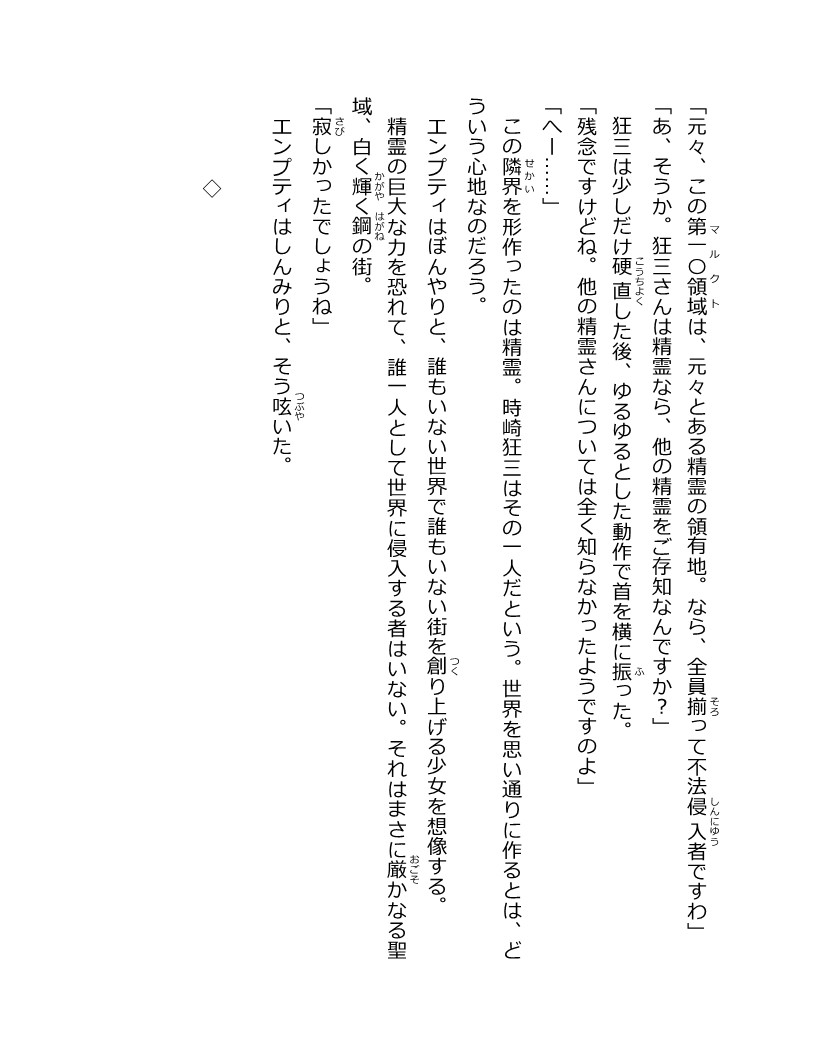 「元々、この第一〇領域は、元々とある精霊の領有地。なら、全員揃って不法侵入者ですわ」
「あ、そうか。狂三さんは精霊なら、他の精霊をご存知なんですか？」
狂三は少しだけ硬直した後、ゆるゆるとした動作で首を横に振った。
「残念ですけどね。他の精霊さんについては全く知らなかったようですのよ」
「へー……」
この隣界を形作ったのは精霊。時崎狂三はその一人だという。世界を思い通りに作るとは、ど
ういう心地なのだろう。
エンプティはぼんやりと、誰もいない世界で誰もいない街を創り上げる少女を想像する。
精霊の巨大な力を恐れて、誰一人として世界に侵入する者はいない。それはまさに厳かなる聖
域、白く輝く鋼の街。
「寂しかったでしょうね」
エンプティはしんみりと、そう呟いた。
◇